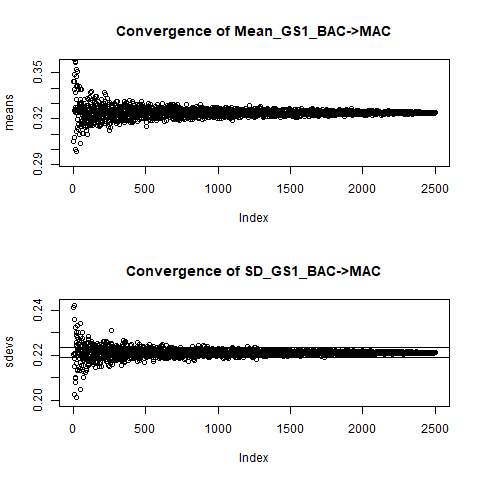 Convergence of Mean_GS1_BAC->MAC
means
0.35
0.32
0.29
0 500 1000 1500 2000 2500
Index
Convergence of SD_GS1_BAC->MAC
sdevs
0.24
0.22
0.20
0 500 1000 1500 2000 2500
Index